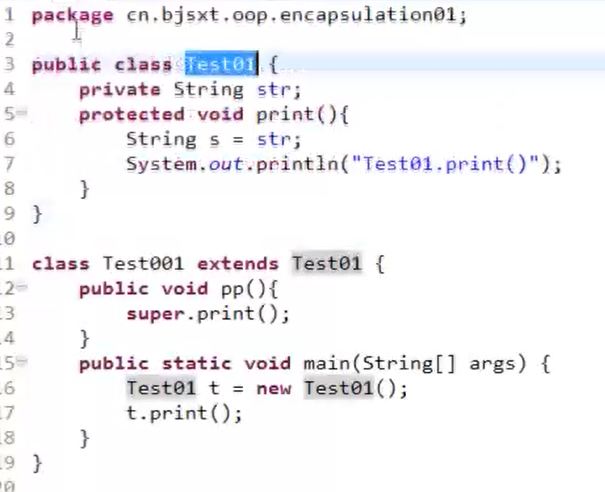 1 package cn.bjsxt.oop.encapsulation01;
2
3 public class Test01 {
4 private String str;
5 protected void print(){
6 String s = str;
7 System.out.println("Test01.print()");
8 }
9 }
10
11 class Test001 extends Test01 {
12 public void pp(){
13 super.print();
14 }
15 public static void main(String[] args) {
16 Test01 t = new Test01();
17 t.print();
18 }
19 }
20